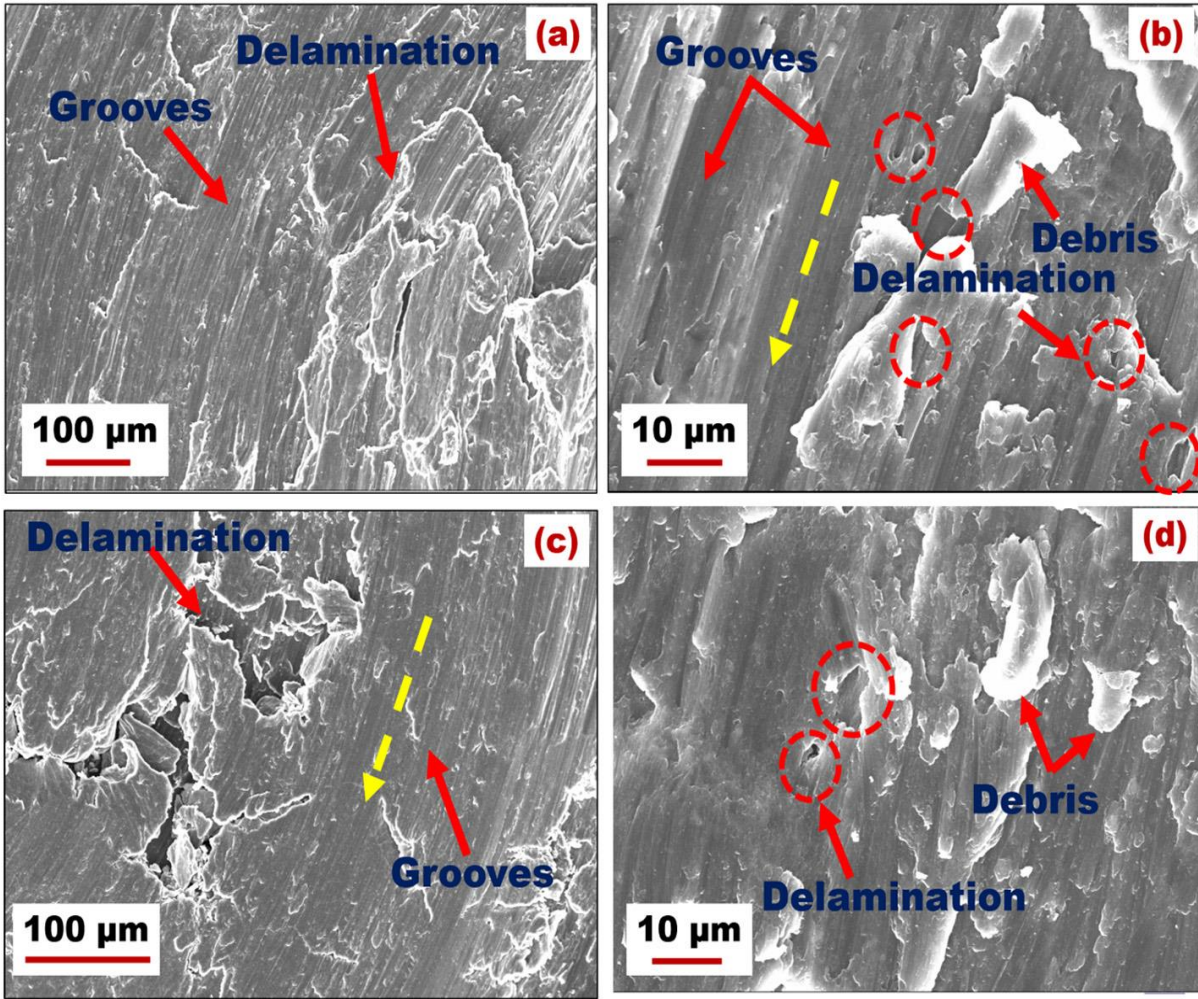 (a)
Delamination
Grooves
100 µm
(b)
Grooves
Debris
Delamination
10 µm
(c)
Delamination
Grooves
100 µm
(d)
Debris
Delamination
10 µm